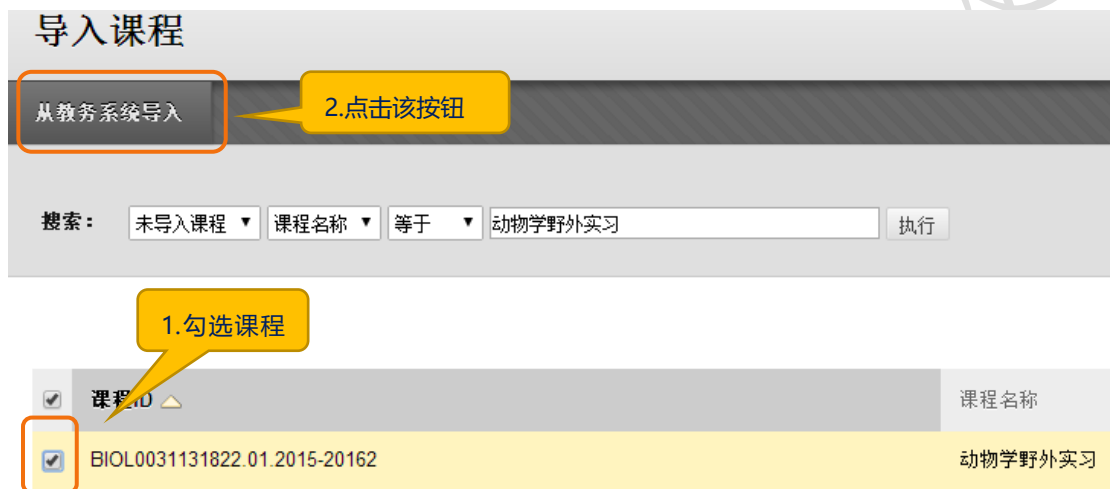 导入课程
从教务系统导入
2.点击该按钮
搜索： 未导入课程 课程名称 等于 动物学野外实习 执行
1.勾选课程
课程ID 课程名称
BIOL0031131822.01.2015-20162 动物学野外实习